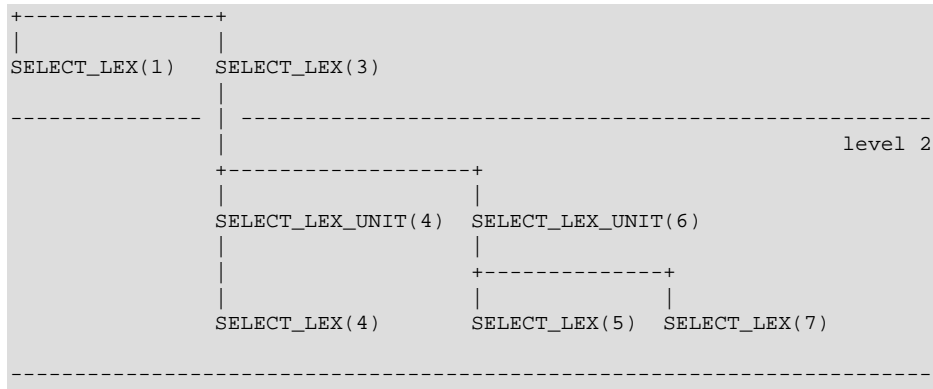 +---------------+
|               |
SELECT_LEX(1)   SELECT_LEX(3)
                |
--------------- | ------------------------------------------------------
                |                                                level 2
                +-------------------+
                |                   |
                SELECT_LEX_UNIT(4)  SELECT_LEX_UNIT(6)
                |                   |
                |                   +--------------+
                |                   |              |
                SELECT_LEX(4)       SELECT_LEX(5)  SELECT_LEX(7)

------------------------------------------------------------------------